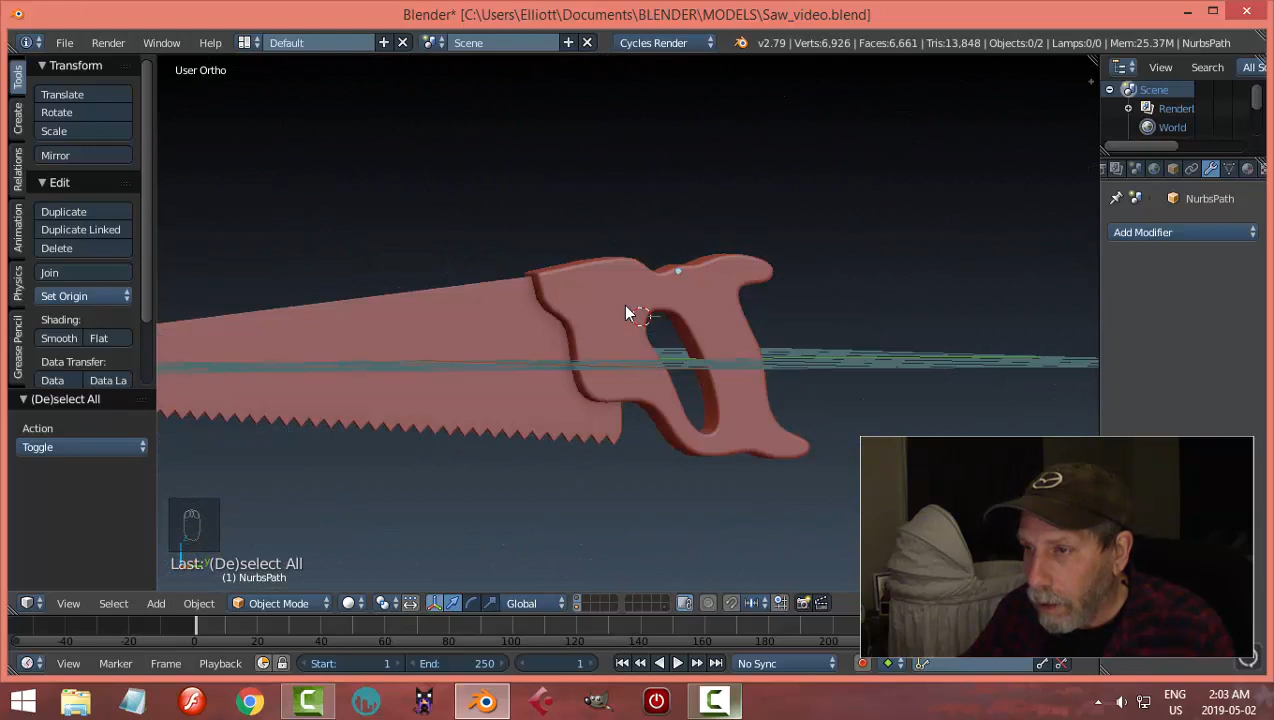 Blender* [C:\Users\Elliott\Documents\BLENDER\MODELS\Saw_video.blend]
File Render Window Help Default Scene Cycles Render v2.79 | Verts:6,926 | Faces:6,661 | Tris:13,848 | Objects:0/2 | Lamps:0/0 | Mem:25.37M | NurbsPath
Tools
Create
Relations
Animation
Physics
Grease Pencil
Transform
Translate
Rotate
Scale
Mirror
Edit
Duplicate
Duplicate Linked
Delete
Join
Set Origin
Shading:
Smooth Flat
Data Transfer:
Data Data La
(De)select All
Action
Toggle
User Ortho
Last: (De)select All
(1) NurbsPath
View Search All Sc
Scene
World
NurbsPath
Add Modifier
View Select Add Object Object Mode Global
-40 -20 0 20 40 60 80 100 120 140 160 180 200
View Marker Frame Playback Start: 1 End: 250 1 No Sync
ENG 2:03 AM
US 2019-05-02